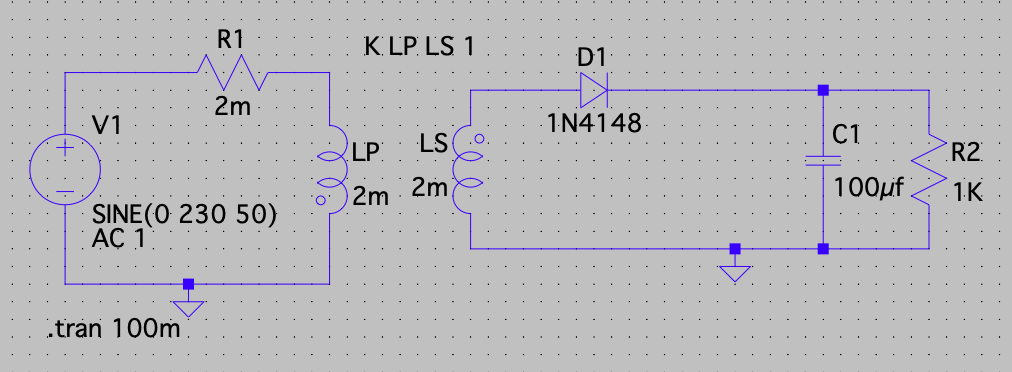 R1
2m
K LP LS 1
D1
1N4148
V1
SINE(0 230 50)
AC 1
LP
2m
LS
2m
C1
100µf
R2
1K
.tran 100m